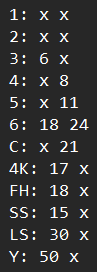 1: x x
2: x x
3: 6 x
4: x 8
5: x 11
6: 18 24
C: x 21
4K: 17 x
FH: 18 x
SS: 15 x
LS: 30 x
Y: 50 x